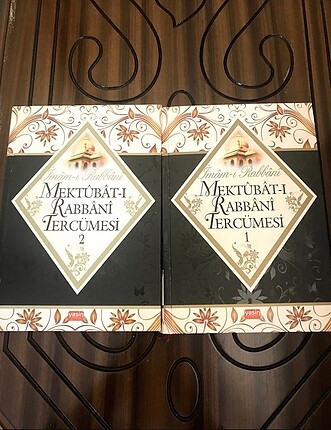 İmâm-ı Rabbânî
MEKTÛBÂT-I
RABBÂNÎ
TERCÜMESİ
2
yasin
İmâm-ı Rabbânî
MEKTÛBÂT-I
RABBÂNÎ
TERCÜMESİ
1
yasin